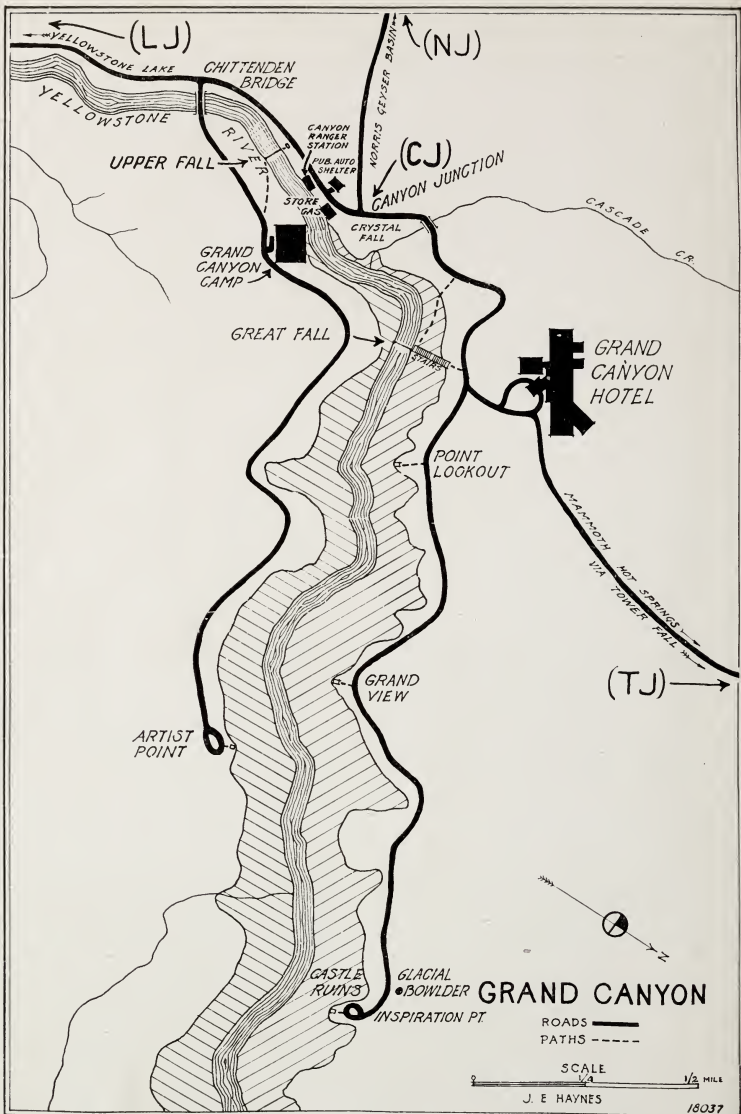 (LJ)
YELLOWSTONE LAKE
(NJ)
NORRIS GEYSER BASIN
CHITTENDEN
BRIDGE
YELLOWSTONE
RIVER
CANYON
RANGER
STATION
PUB. AUTO
SHELTER
UPPER FALL
(CJ)
CANYON JUNCTION
STORE
GAS
CRYSTAL
FALL
CASCADE CR.
GRAND
CANYON
CAMP
GREAT FALL
STAIRS
GRAND
CANYON
HOTEL
POINT
LOOKOUT
MAMMOTH HOT SPRINGS
VIA TOWER FALL
(TJ)
GRAND
VIEW
ARTIST
POINT
N
CASTLE
RUINS
GLACIAL
BOWLDER
INSPIRATION PT.
GRAND CANYON
ROADS
PATHS
SCALE
0 1/4 1/2 MILE
J. E HAYNES
18037